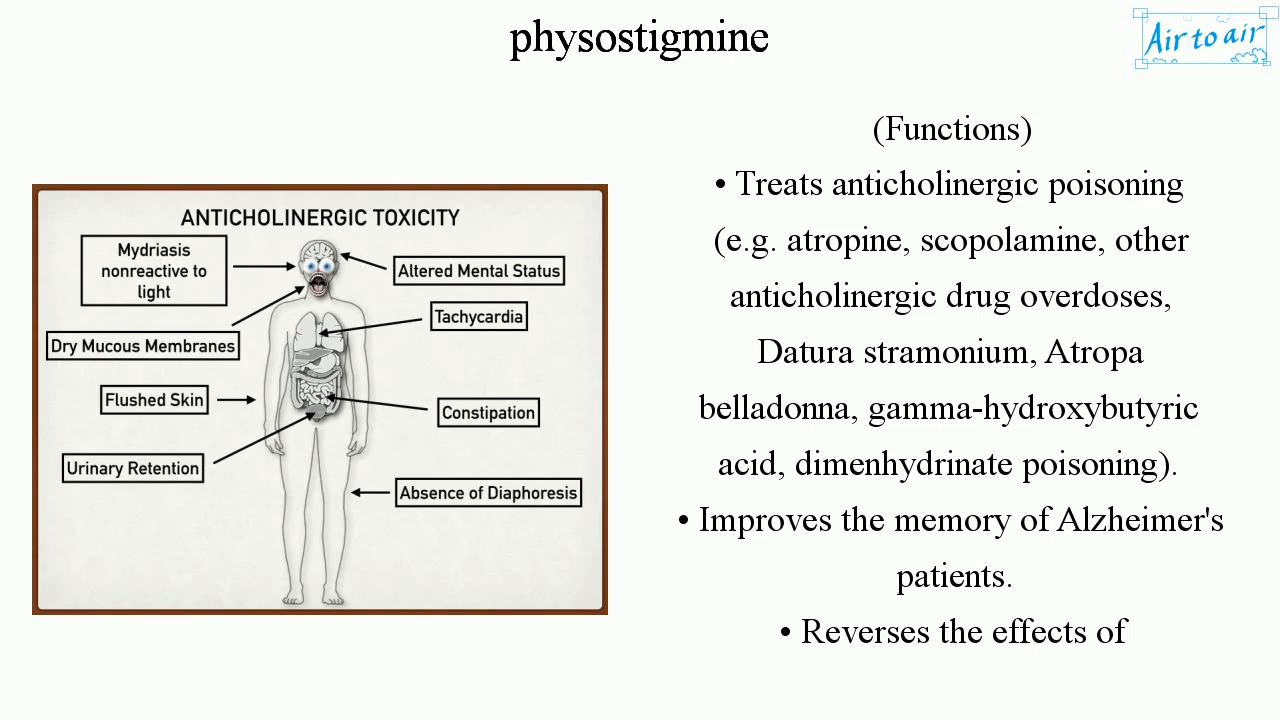 physostigmine
Air to air
ANTICHOLINERGIC TOXICITY
Mydriasis
nonreactive to
light
Altered Mental Status
Tachycardia
Dry Mucous Membranes
Flushed Skin
Constipation
Urinary Retention
Absence of Diaphoresis
(Functions)
• Treats anticholinergic poisoning
(e.g. atropine, scopolamine, other
anticholinergic drug overdoses,
Datura stramonium, Atropa
belladonna, gamma-hydroxybutyric
acid, dimenhydrinate poisoning).
• Improves the memory of Alzheimer's
patients.
• Reverses the effects of